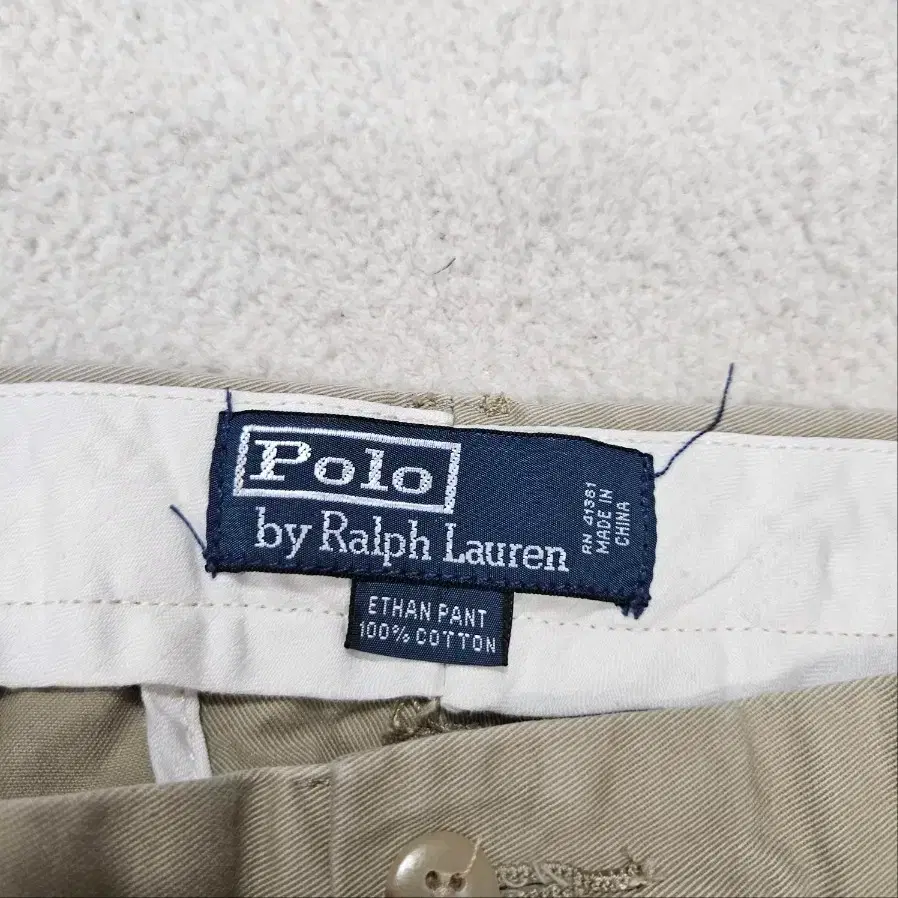 Polo
by Ralph Lauren
RN 41381
MADE IN
CHINA
ETHAN PANT
100% COTTON